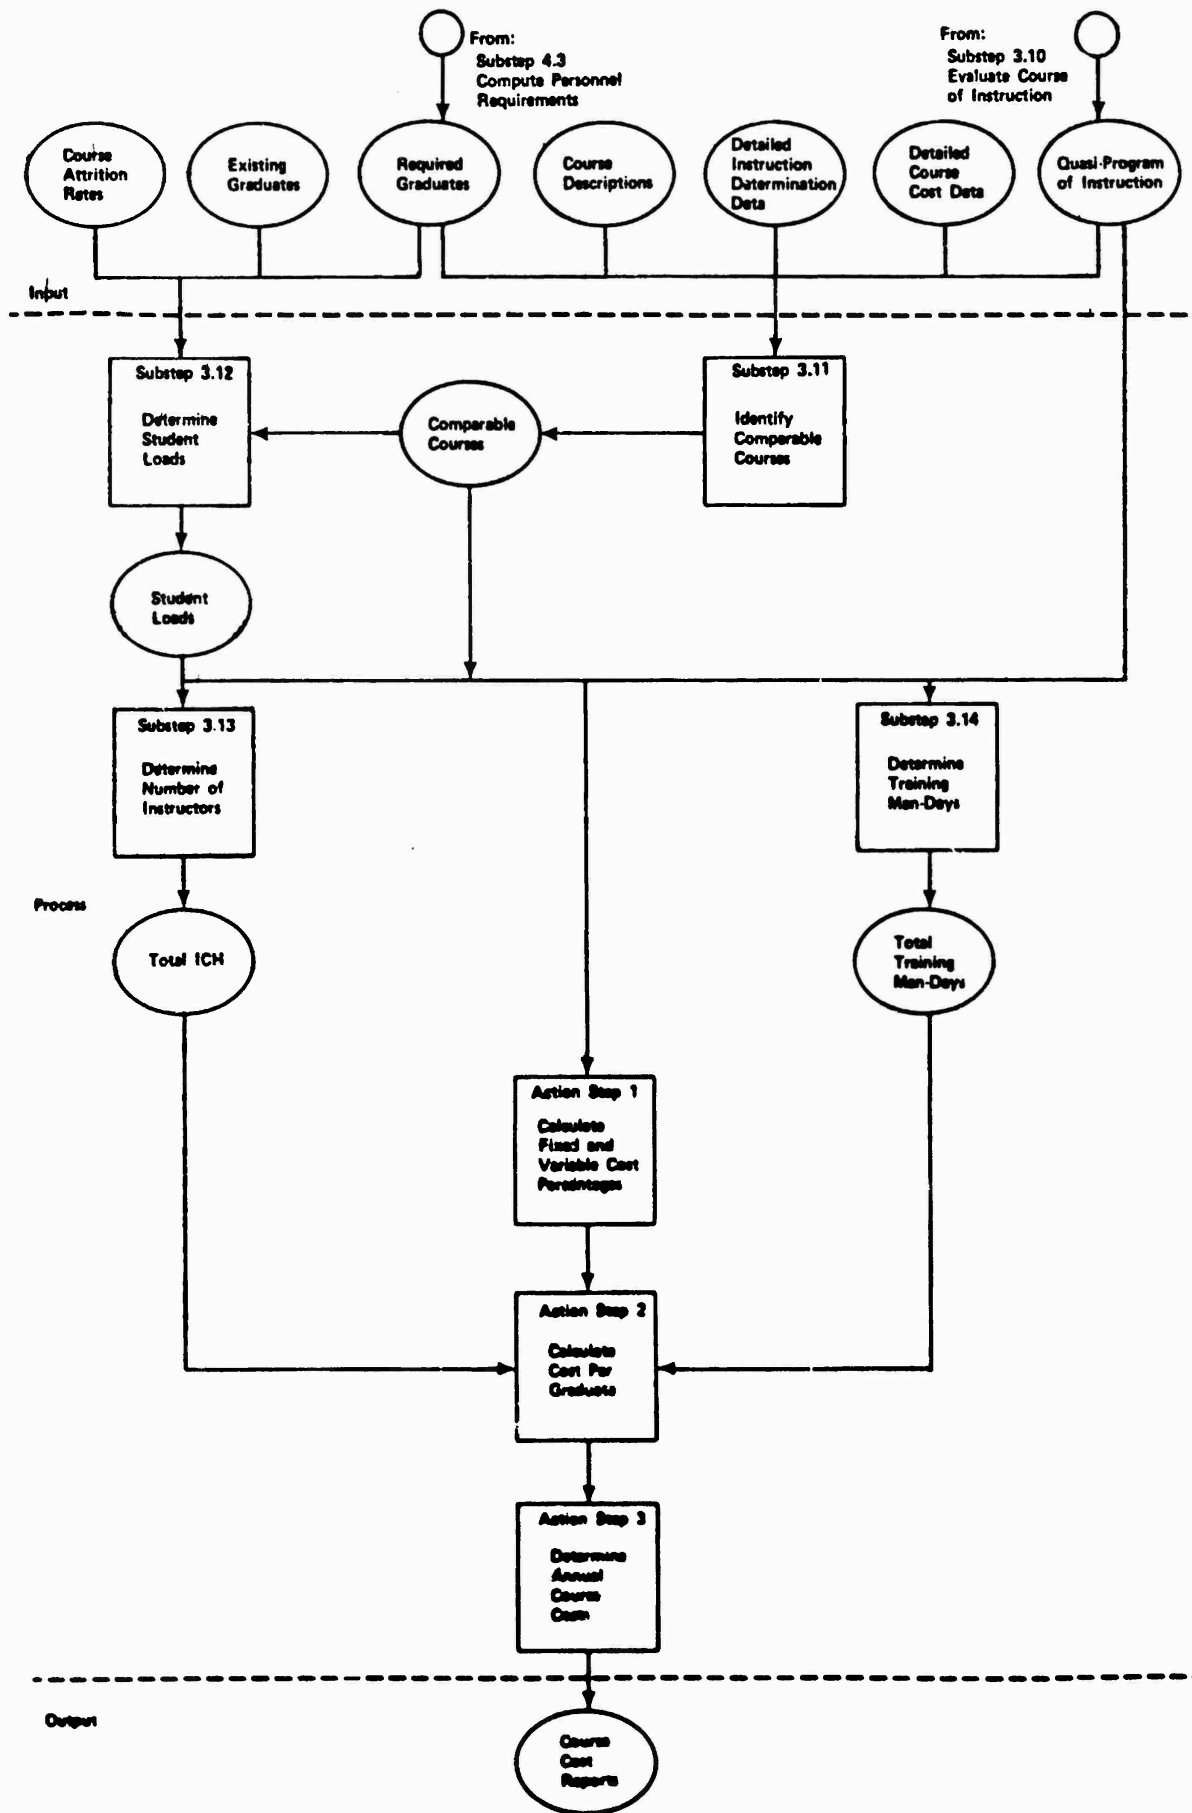 From:
Substep 4.3
Compute Personnel
Requirements
From:
Substep 3.10
Evaluate Course
of Instruction
Course
Attrition
Rates
Existing
Graduates
Required
Graduates
Course
Descriptions
Detailed
Instruction
Determination
Data
Detailed
Course
Cost Data
Quasi-Program
of Instruction
Input
Substep 3.12
Determine
Student
Loads
Comparable
Courses
Substep 3.11
Identify
Comparable
Courses
Student
Loads
Substep 3.13
Determine
Number of
Instructors
Substep 3.14
Determine
Training
Man-Days
Process
Total ICH
Total
Training
Man-Days
Action Step 1
Calculate
Fixed and
Variable Cost
Percentages
Action Step 2
Calculate
Cost Per
Graduate
Action Step 3
Determine
Annual
Course
Costs
Output
Course
Cost
Reports